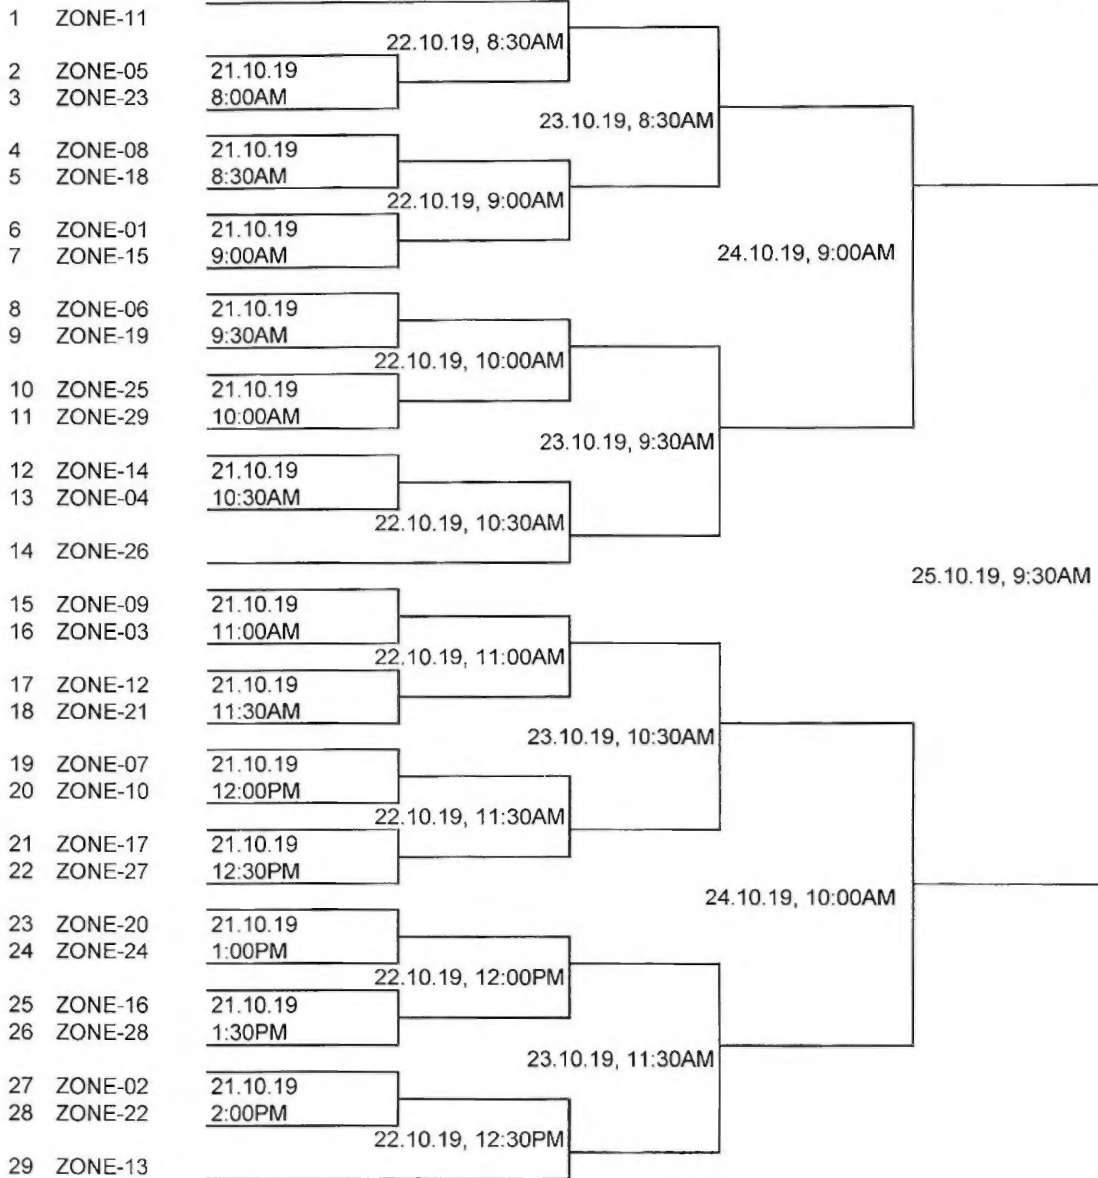 1 ZONE-11
22.10.19, 8:30AM
2 ZONE-05 21.10.19
3 ZONE-23 8:00AM
23.10.19, 8:30AM
4 ZONE-08 21.10.19
5 ZONE-18 8:30AM
22.10.19, 9:00AM
6 ZONE-01 21.10.19
7 ZONE-15 9:00AM
24.10.19, 9:00AM
8 ZONE-06 21.10.19
9 ZONE-19 9:30AM
22.10.19, 10:00AM
10 ZONE-25 21.10.19
11 ZONE-29 10:00AM
23.10.19, 9:30AM
12 ZONE-14 21.10.19
13 ZONE-04 10:30AM
22.10.19, 10:30AM
14 ZONE-26
25.10.19, 9:30AM
15 ZONE-09 21.10.19
16 ZONE-03 11:00AM
22.10.19, 11:00AM
17 ZONE-12 21.10.19
18 ZONE-21 11:30AM
23.10.19, 10:30AM
19 ZONE-07 21.10.19
20 ZONE-10 12:00PM
22.10.19, 11:30AM
21 ZONE-17 21.10.19
22 ZONE-27 12:30PM
24.10.19, 10:00AM
23 ZONE-20 21.10.19
24 ZONE-24 1:00PM
22.10.19, 12:00PM
25 ZONE-16 21.10.19
26 ZONE-28 1:30PM
23.10.19, 11:30AM
27 ZONE-02 21.10.19
28 ZONE-22 2:00PM
22.10.19, 12:30PM
29 ZONE-13